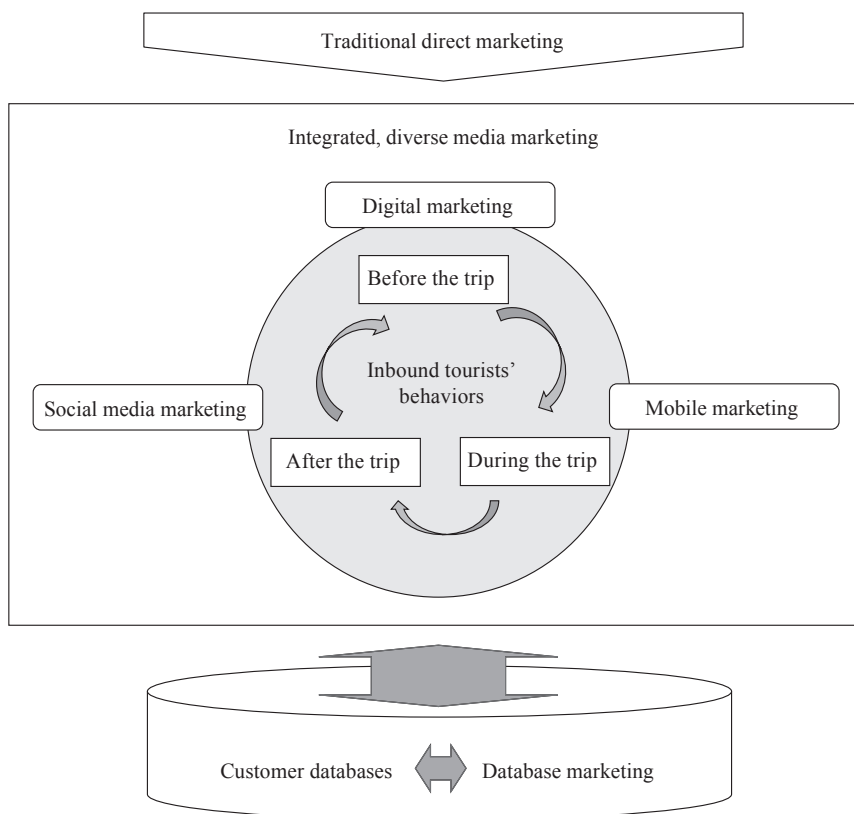 Traditional direct marketing
Integrated, diverse media marketing
Digital marketing
Before the trip
Inbound tourists’
behaviors
Social media marketing
Mobile marketing
After the trip
During the trip
Customer databases
Database marketing